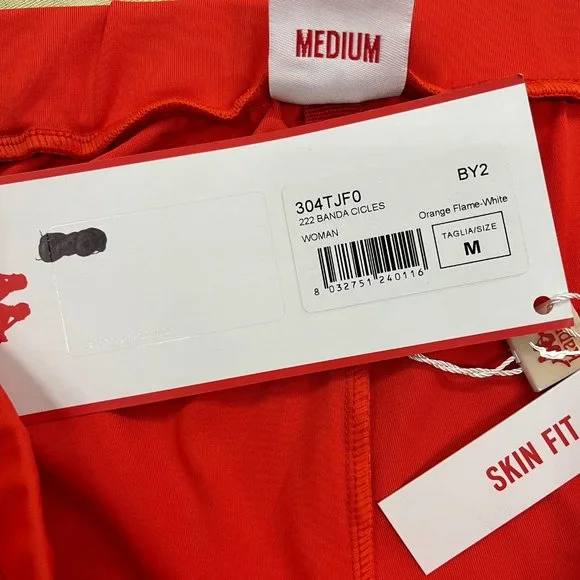 MEDIUM
304TJF0
BY2
222 BANDA CICLES
WOMAN
Orange Flame-White
TAGLIA/SIZE
M
8 032751 240116
SKIN FIT